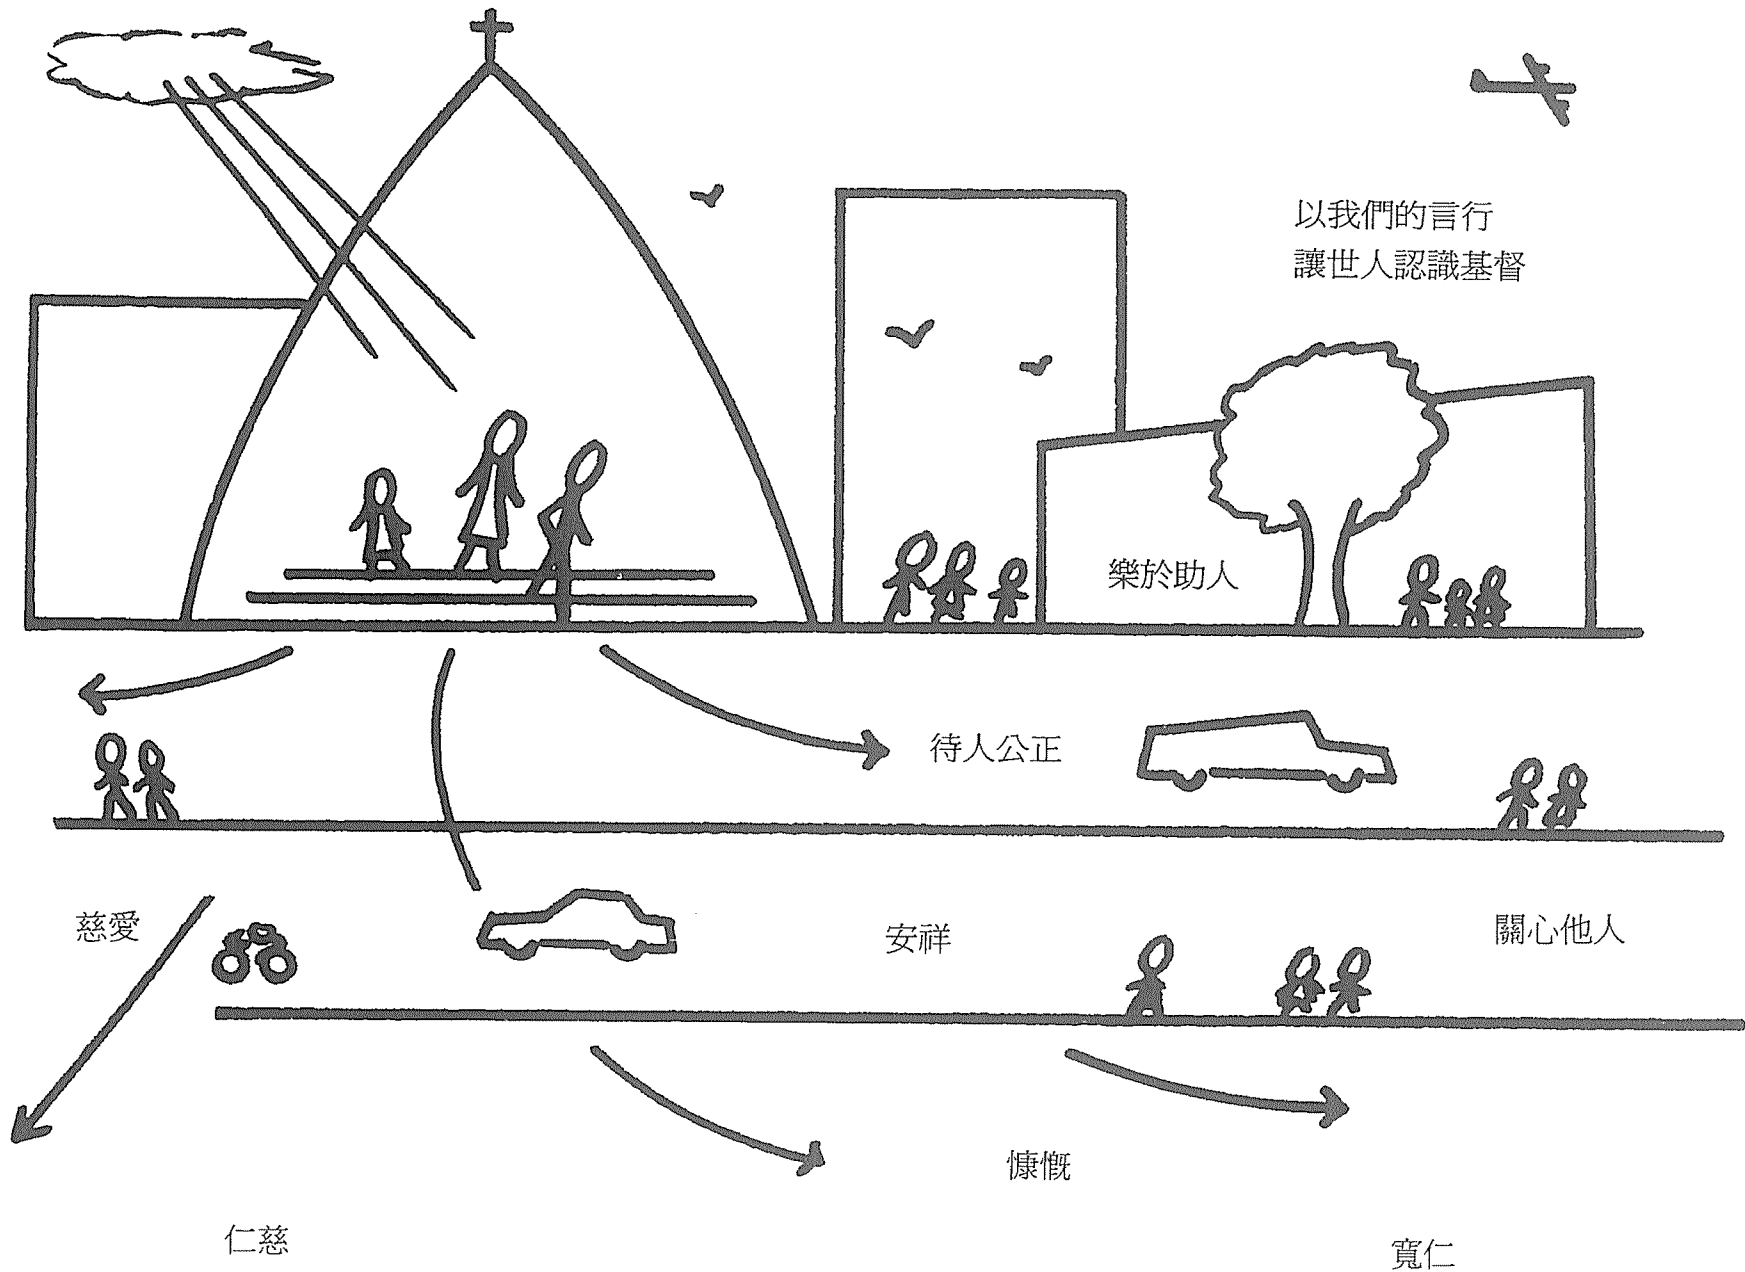 以我們的言行
讓世人認識基督
樂於助人
待人公正
慈愛
安祥
關心他人
慷慨
仁慈
寬仁